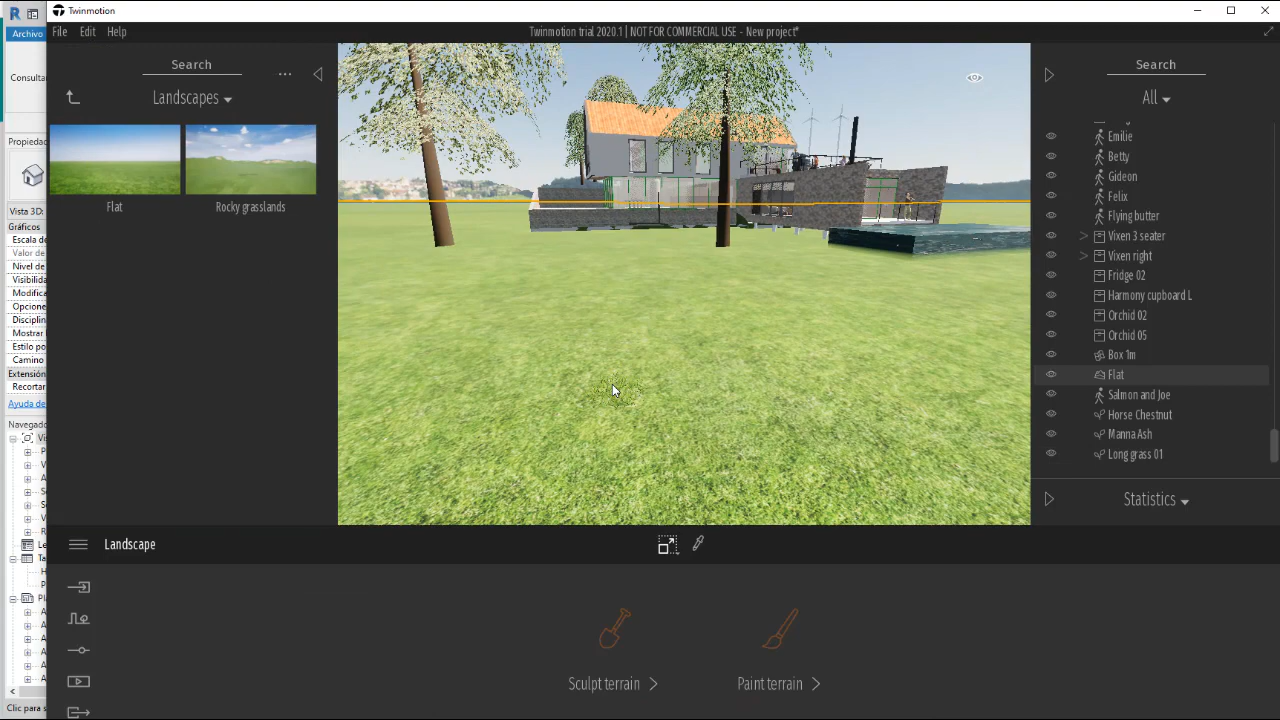 Twinmotion
Archivo
File Edit Help
Twinmotion trial 2020.1 | NOT FOR COMMERCIAL USE - New project*
Consultar
Search
...
Landscapes
Flat
Rocky grasslands
Propiedad
Vista 3D:
Gráficos
Escala de
Valor de
Nivel de
Visibilida
Modifica
Opcione
Disciplin
Mostrar
Estilo po
Camino
Extensión
Recortar
Ayuda de
Navegado
Search
All
Emilie
Betty
Gideon
Felix
Flying butter
Vixen 3 seater
Vixen right
Fridge 02
Harmony cupboard L
Orchid 02
Orchid 05
Box 1m
Flat
Salmon and Joe
Horse Chestnut
Manna Ash
Long grass 01
Statistics
Landscape
Sculpt terrain
Paint terrain
Clic para s